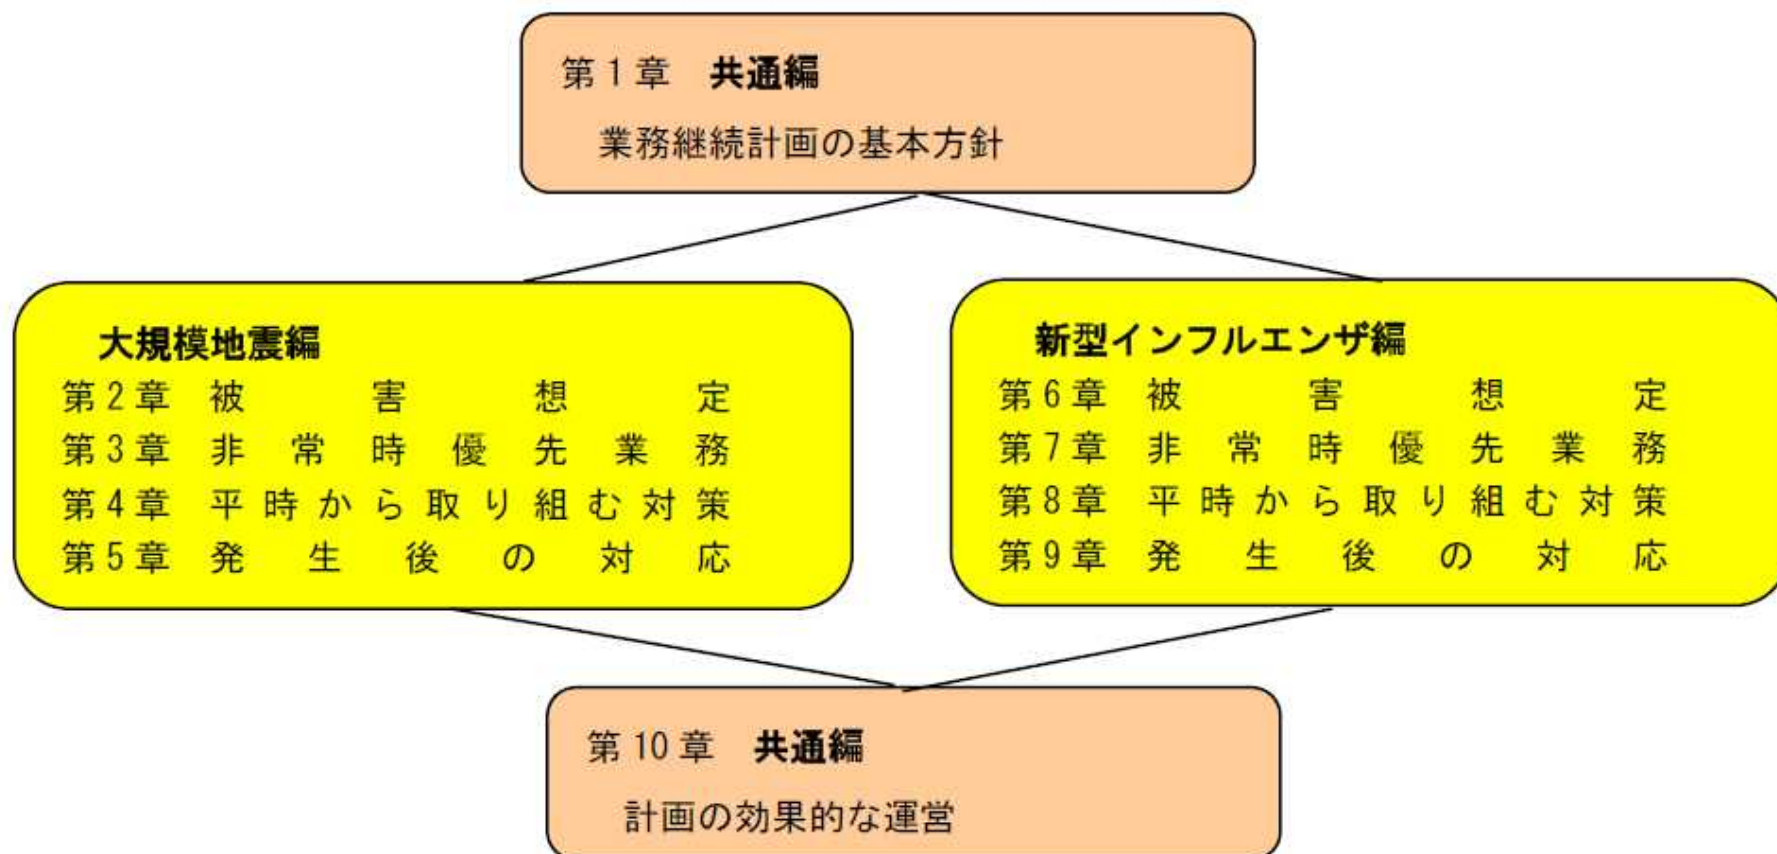 第1章　共通編
業務継続計画の基本方針
大規模地震編
第2章 被害想定
第3章 非常時優先業務
第4章 平時から取り組む対策
第5章 発生後の対応
新型インフルエンザ編
第6章 被害想定
第7章 非常時優先業務
第8章 平時から取り組む対策
第9章 発生後の対応
第10章　共通編
計画の効果的な運営